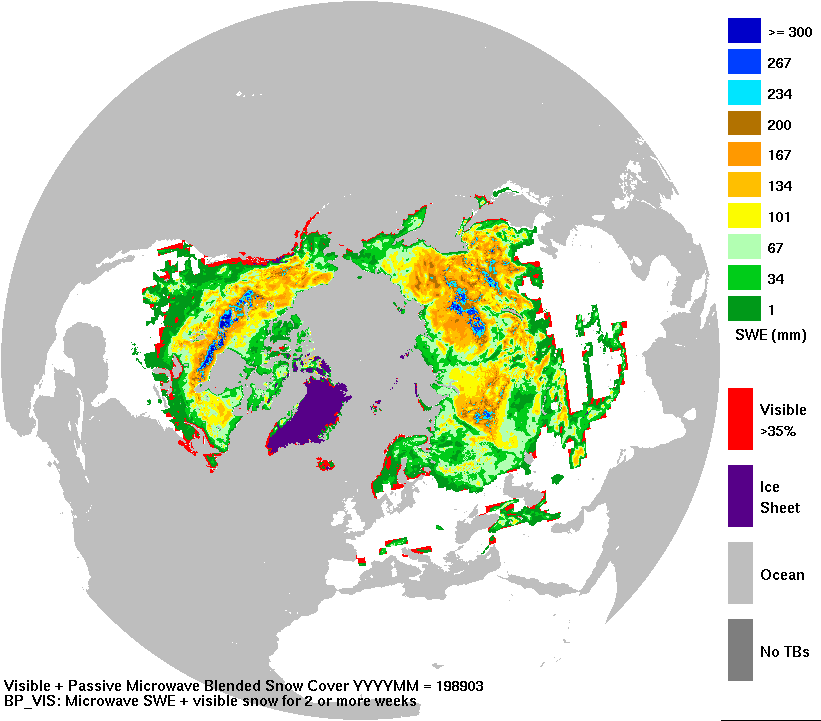 >= 300
267
234
200
167
134
101
67
34
1
SWE (mm)
Visible
>35%
Ice
Sheet
Ocean
No TBs
Visible + Passive Microwave Blended Snow Cover YYYYMM = 198903
BP_VIS: Microwave SWE + visible snow for 2 or more weeks